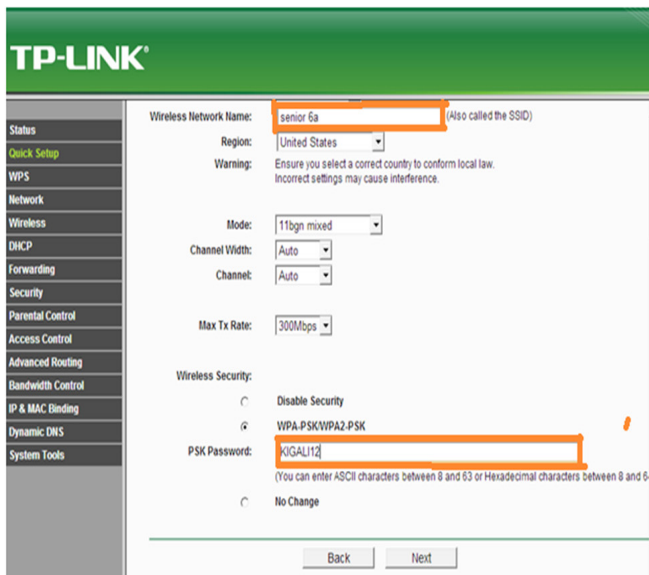 TP-LINK®
Wireless Network Name: senior 6a (Also called the SSID)
Status
Region: United States
Quick Setup
Warning: Ensure you select a correct country to conform local law.
Incorrect settings may cause interference.
WPS
Network
Wireless
Mode: 11bgn mixed
DHCP
Channel Width: Auto
Forwarding
Channel: Auto
Security
Parental Control
Max Tx Rate: 300Mbps
Access Control
Advanced Routing
Wireless Security:
Bandwidth Control
Disable Security
IP & MAC Binding
WPA-PSK/WPA2-PSK
Dynamic DNS
PSK Password: KIGALI12
System Tools
(You can enter ASCII characters between 8 and 63 or Hexadecimal characters between 8 and 6
No Change
Back Next